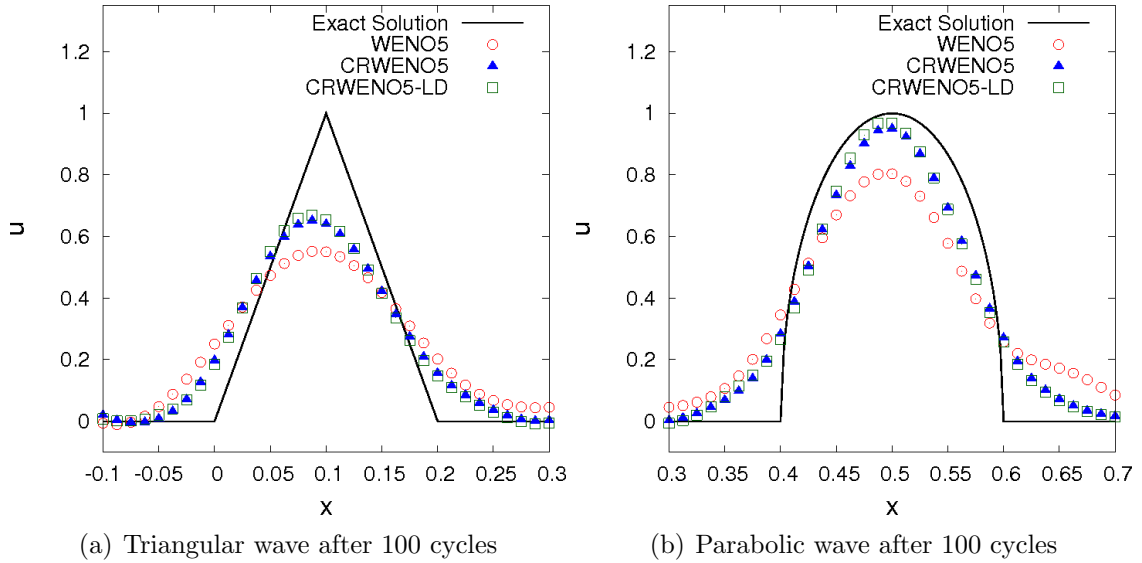 Exact Solution
WENO5
CRWENO5
CRWENO5-LD
1.2
1
0.8
0.6
0.4
0.2
0
u
-0.1 -0.05 0 0.05 0.1 0.15 0.2 0.25 0.3
x
(a) Triangular wave after 100 cycles
Exact Solution
WENO5
CRWENO5
CRWENO5-LD
1.2
1
0.8
0.6
0.4
0.2
0
u
0.3 0.35 0.4 0.45 0.5 0.55 0.6 0.65 0.7
x
(b) Parabolic wave after 100 cycles